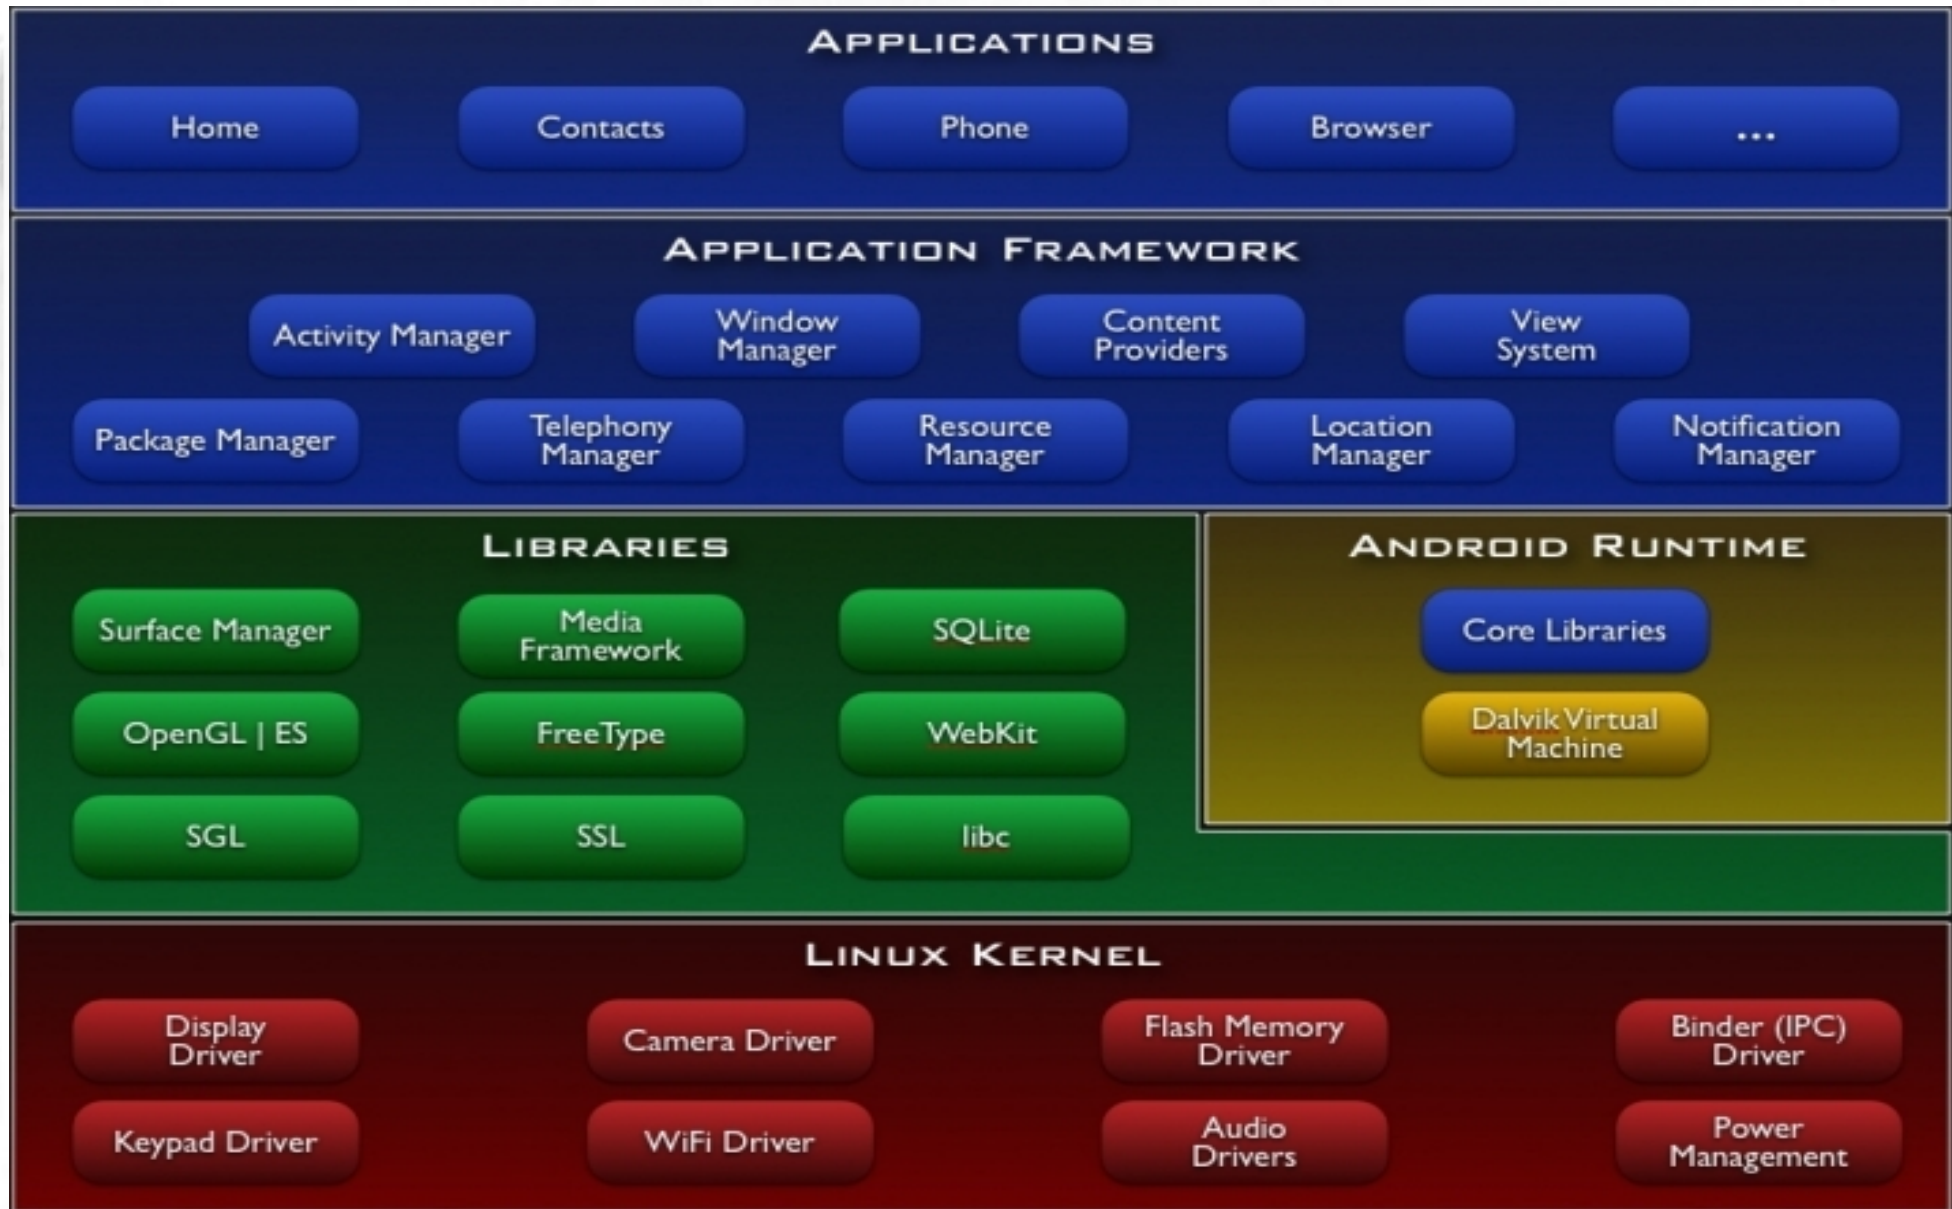 APPLICATIONS
Home
Contacts
Phone
Browser
...
APPLICATION FRAMEWORK
Activity Manager
Window
Manager
Content
Providers
View
System
Package Manager
Telephony
Manager
Resource
Manager
Location
Manager
Notification
Manager
LIBRARIES
Surface Manager
Media
Framework
SQLite
OpenGL | ES
FreeType
WebKit
SGL
SSL
libc
ANDROID RUNTIME
Core Libraries
Dalvik Virtual
Machine
LINUX KERNEL
Display
Driver
Camera Driver
Flash Memory
Driver
Binder (IPC)
Driver
Keypad Driver
WiFi Driver
Audio
Drivers
Power
Management